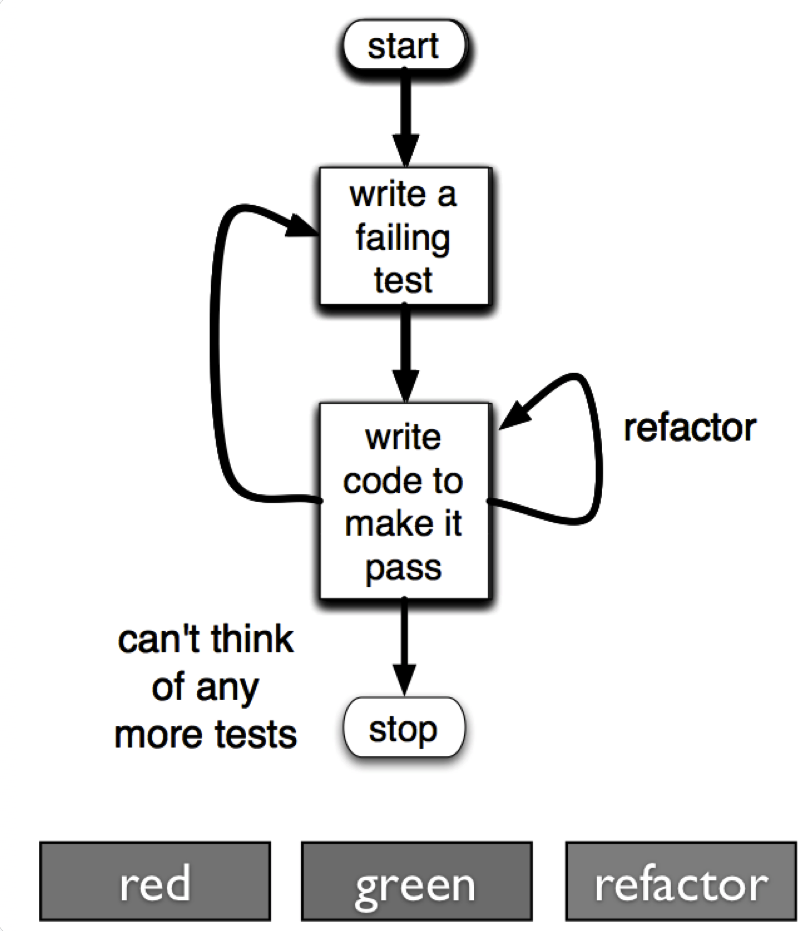 start
write a
failing
test
write
code to
make it
pass
refactor
can't think
of any
more tests
stop
red
green
refactor